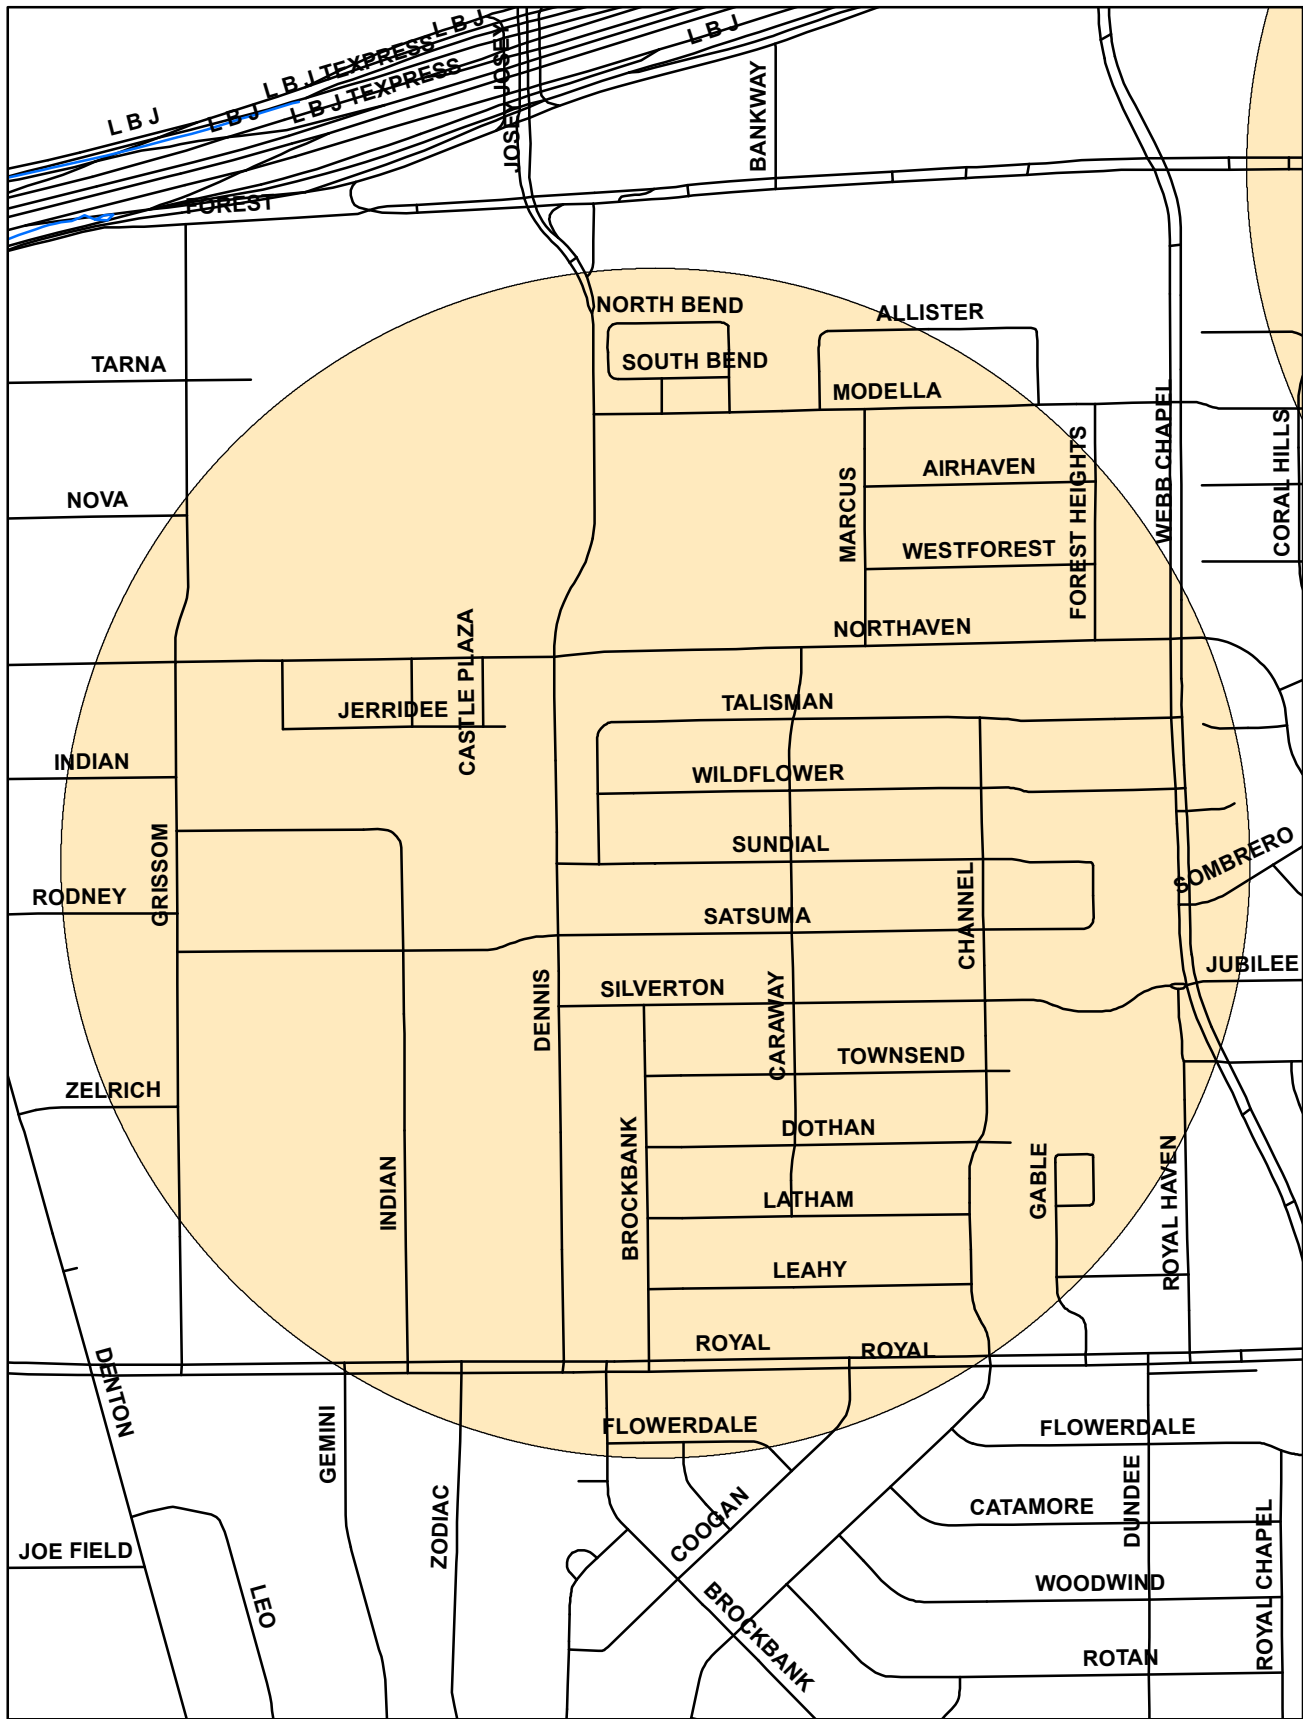 L B J
JOSEY
JOSEY
L B J
L B J TEXPRESS
L B J TEXPRESS
L B J
L B J
BANKWAY
JOSEY
FOREST
NORTH BEND
ALLISTER
TARNA
SOUTH BEND
MODELLA
WEBB CHAPEL
CORAL HILLS
AIRHAVEN
FOREST HEIGHTS
MARCUS
NOVA
WESTFOREST
NORTHAVEN
CASTLE PLAZA
TALISMAN
JERRIDEE
INDIAN
WILDFLOWER
SUNDIAL
SOMBRERO
GRISSOM
RODNEY
SATSUMA
CHANNEL
JUBILEE
SILVERTON
DENNIS
CARAWAY
TOWNSEND
ZELRICH
DOTHAN
BROCKBANK
GABLE
ROYAL HAVEN
INDIAN
LATHAM
LEAHY
ROYAL
ROYAL
DENTON
FLOWERDALE
FLOWERDALE
GEMINI
DUNDEE
CATAMORE
ZODIAC
COOGAN
JOE FIELD
ROYAL CHAPEL
WOODWIND
LEO
BROCKBANK
ROTAN